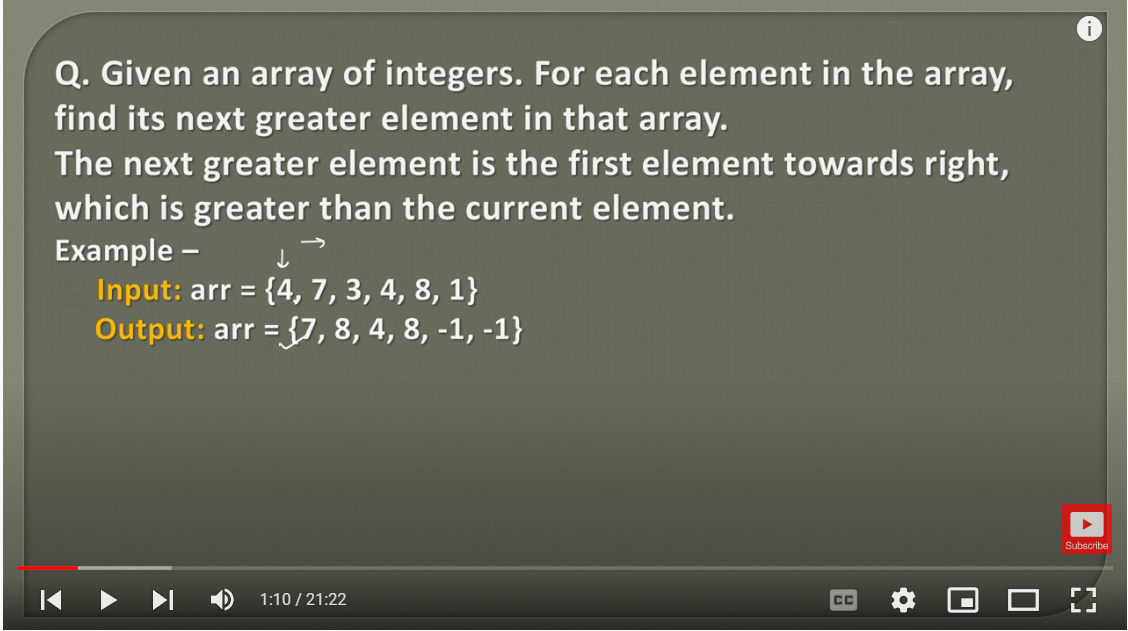 Q. Given an array of integers. For each element in the array,
find its next greater element in that array.
The next greater element is the first element towards right,
which is greater than the current element.
Example –
Input: arr = {4, 7, 3, 4, 8, 1}
Output: arr = {7, 8, 4, 8, -1, -1}
Subscribe
1:10 / 21:22
CC